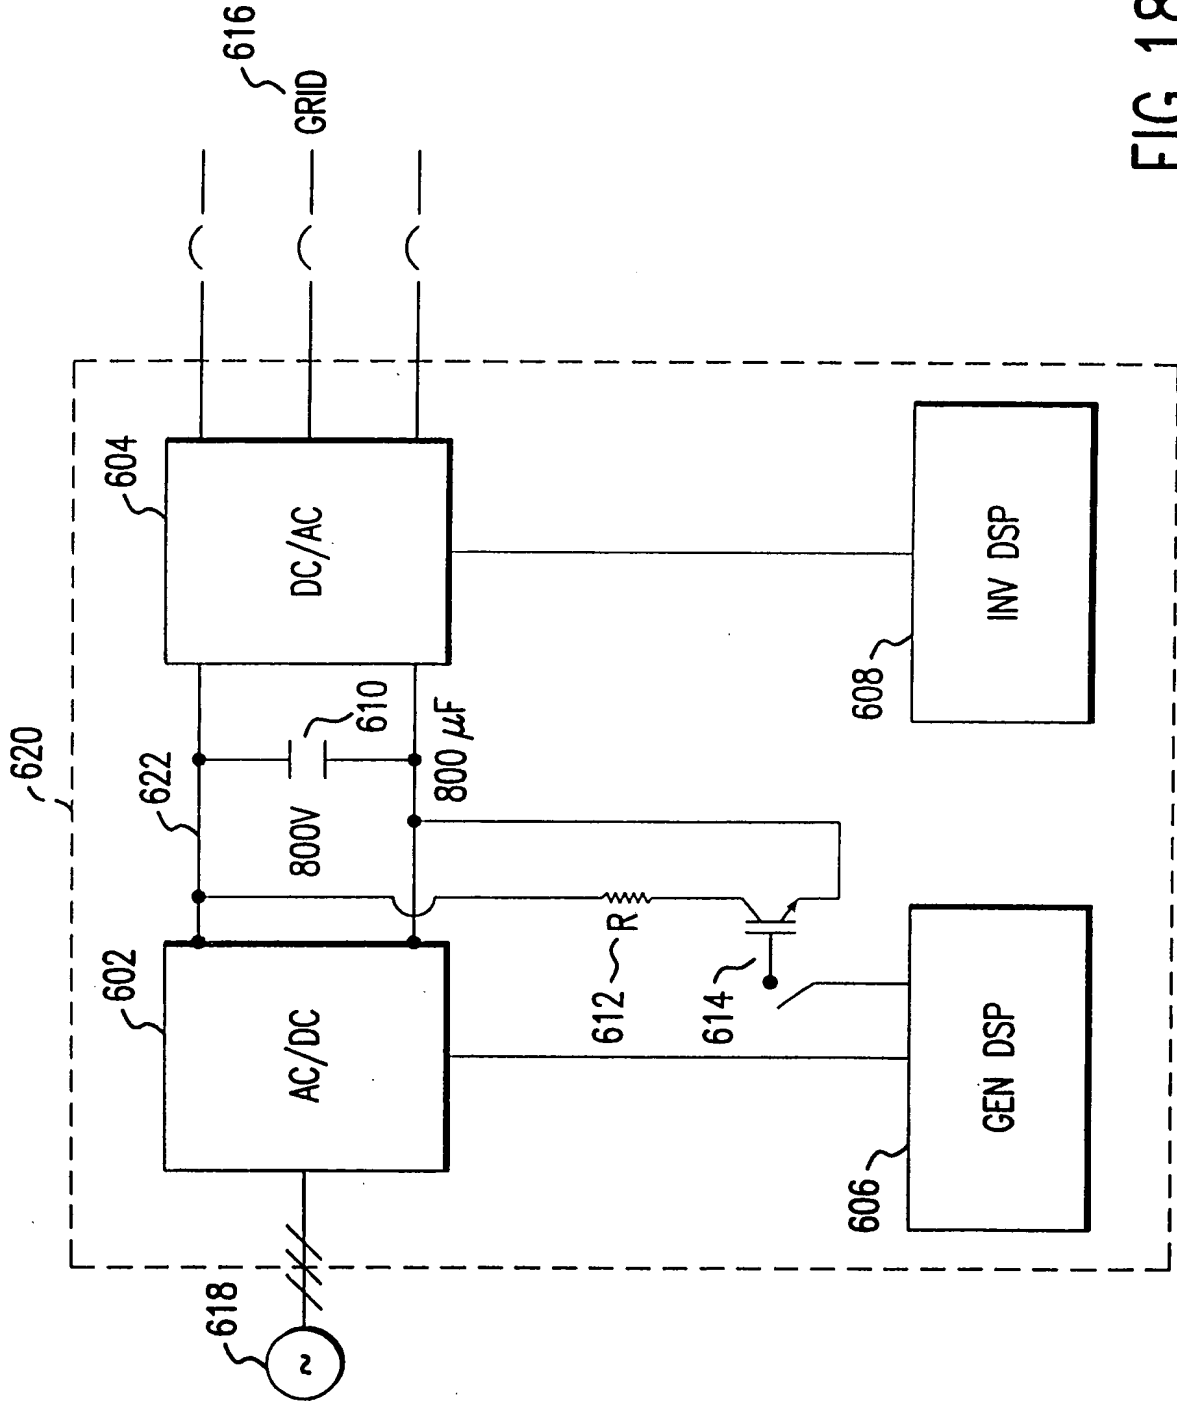 620
618
602
AC/DC
622
800V
610
800 μF
604
DC/AC
616
GRID
612
R
614
606
GEN DSP
608
INV DSP
FIG. 18